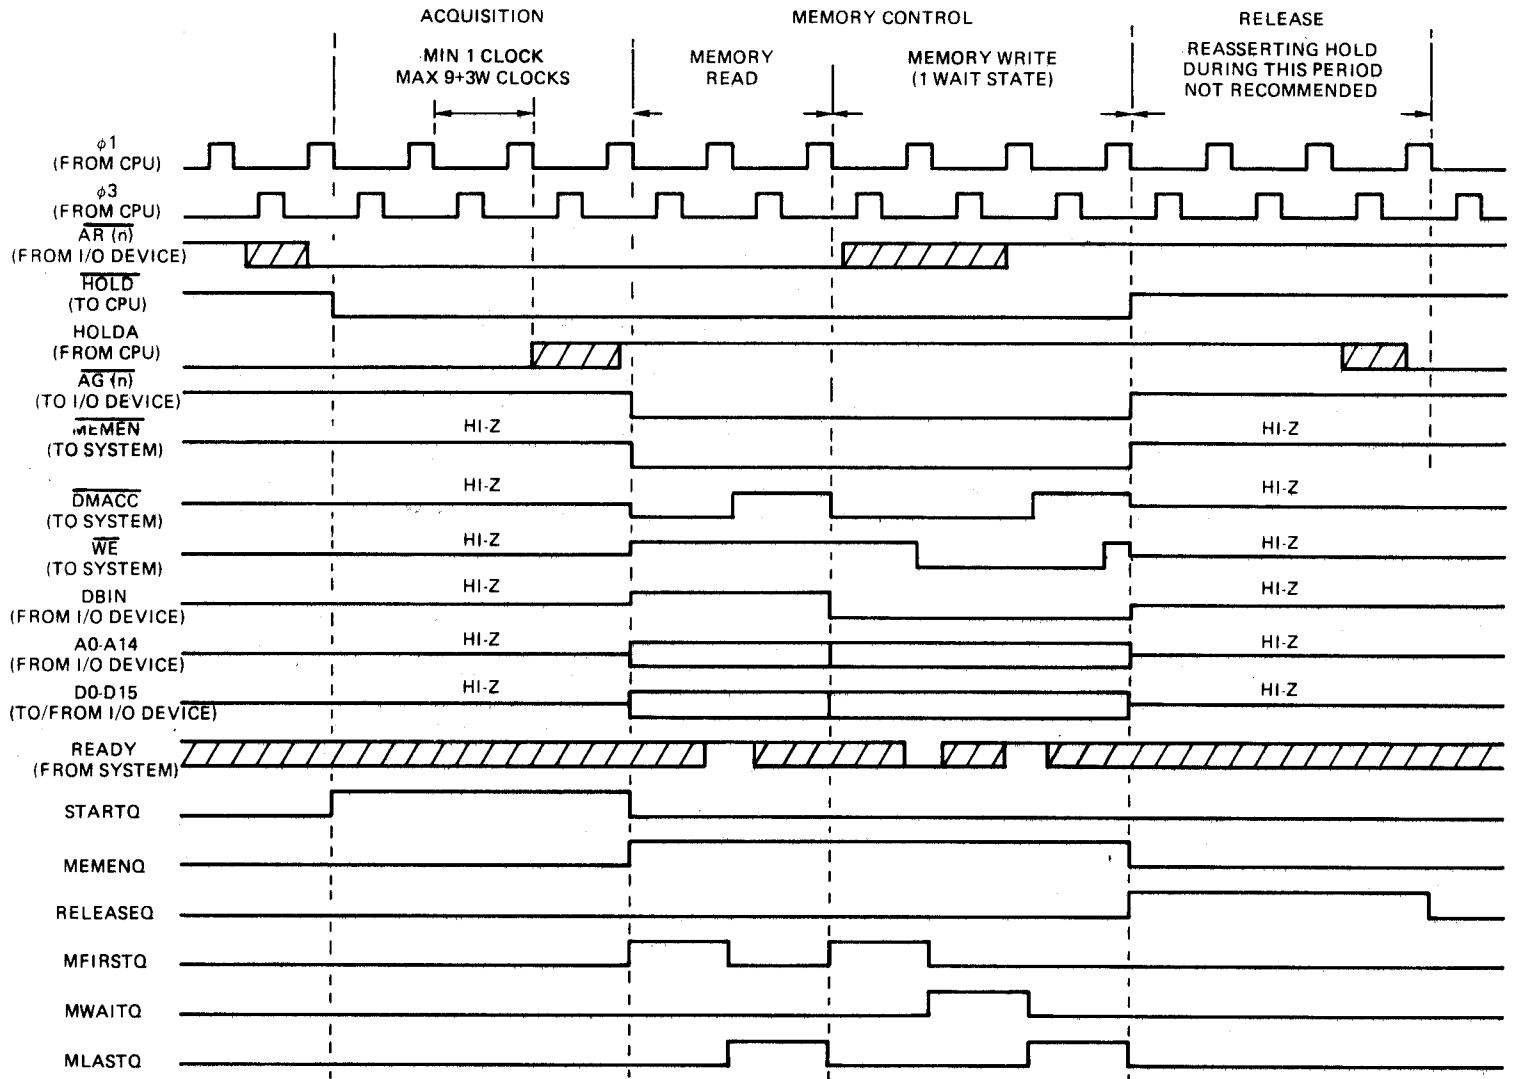 ACQUISITION
MEMORY CONTROL
RELEASE
MIN 1 CLOCK
MAX 9+3W CLOCKS
MEMORY
READ
MEMORY WRITE
(1 WAIT STATE)
REASSERTING HOLD
DURING THIS PERIOD
NOT RECOMMENDED
ϕ1
(FROM CPU)
ϕ3
(FROM CPU)
AR (n)
(FROM I/O DEVICE)
HOLD
(TO CPU)
HOLDA
(FROM CPU)
AG (n)
(TO I/O DEVICE)
MEMEN
(TO SYSTEM)
HI-Z
HI-Z
DMACC
(TO SYSTEM)
HI-Z
HI-Z
WE
(TO SYSTEM)
HI-Z
HI-Z
DBIN
(FROM I/O DEVICE)
HI-Z
HI-Z
A0-A14
(FROM I/O DEVICE)
HI-Z
HI-Z
D0-D15
(TO/FROM I/O DEVICE)
HI-Z
HI-Z
READY
(FROM SYSTEM)
STARTQ
MEMENQ
RELEASEQ
MFIRSTQ
MWAITQ
MLASTQ